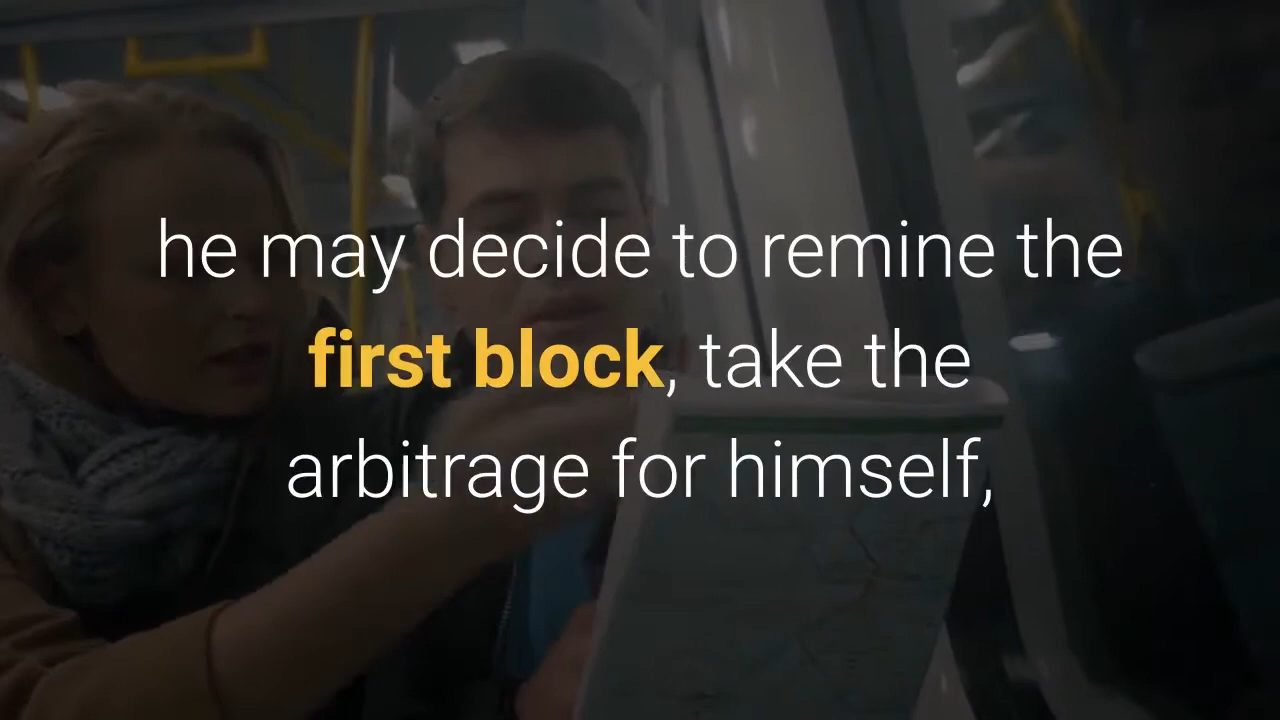 he may decide to remine the
first block, take the
arbitrage for himself,